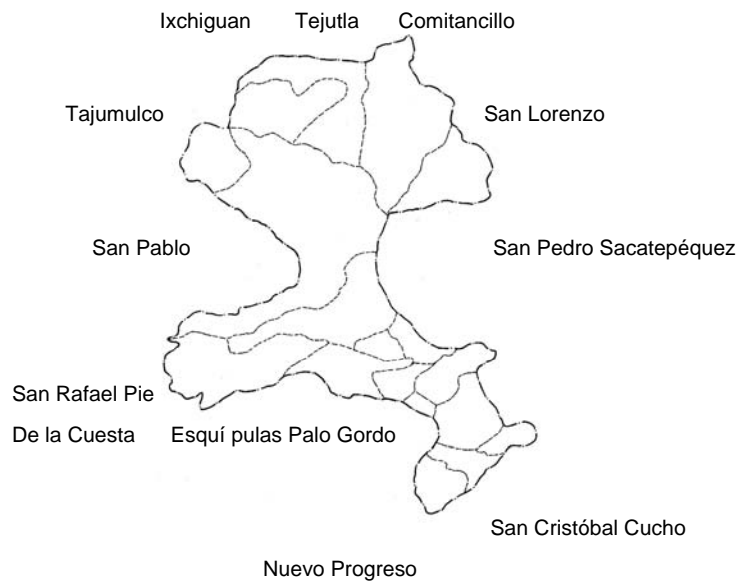 Ixchiguan Tejutla Comitancillo
Tajumulco San Lorenzo
San Pablo San Pedro Sacatepéquez
San Rafael Pie
De la Cuesta Esquí pulas Palo Gordo
San Cristóbal Cucho
Nuevo Progreso